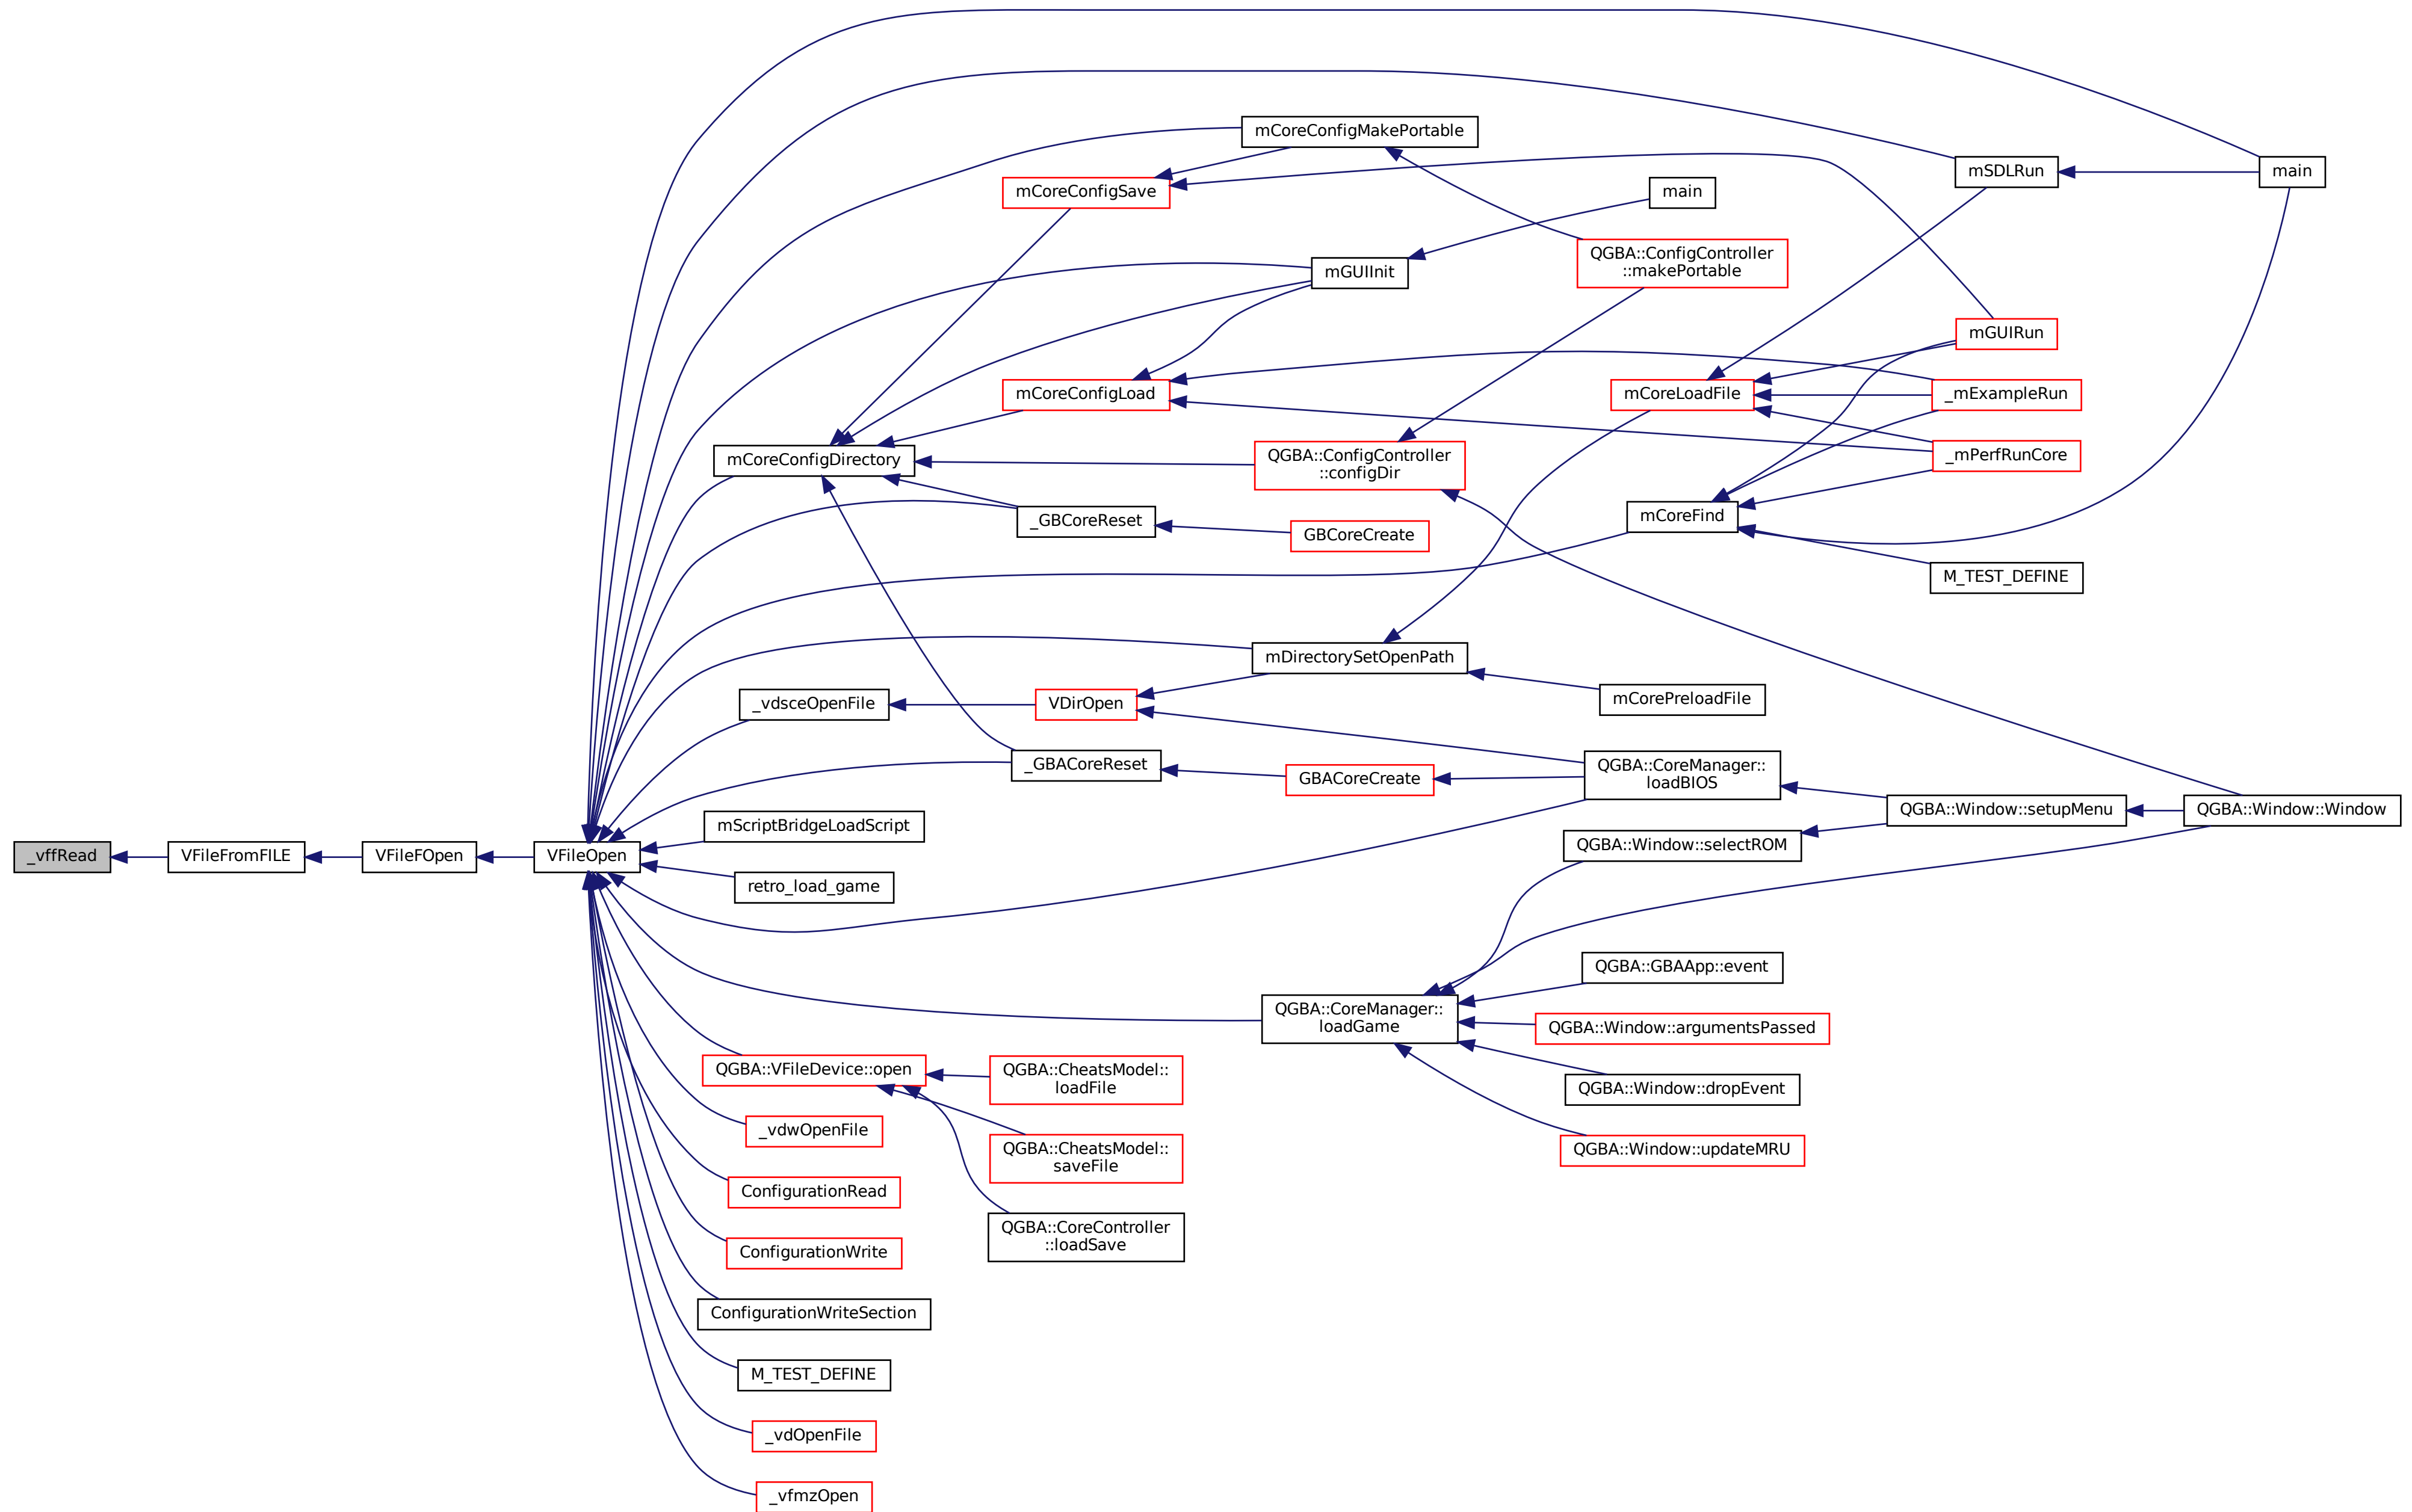 mCoreConfigMakePortable
mSDLRun
main
mCoreConfigSave
main
QGBA::ConfigController
::makePortable
mGUIInit
mGUIRun
mCoreConfigLoad
mCoreLoadFile
_mExampleRun
mCoreConfigDirectory
QGBA::ConfigController
::configDir
_mPerfRunCore
_GBCoreReset
mCoreFind
GBCoreCreate
M_TEST_DEFINE
mDirectorySetOpenPath
_vdsceOpenFile
VDirOpen
mCorePreloadFile
_GBACoreReset
GBACoreCreate
QGBA::CoreManager::
loadBIOS
mScriptBridgeLoadScript
QGBA::Window::setupMenu
QGBA::Window::Window
_vffRead
VFileFromFILE
VFileFOpen
VFileOpen
QGBA::Window::selectROM
retro_load_game
QGBA::GBAApp::event
QGBA::CoreManager::
loadGame
QGBA::Window::argumentsPassed
QGBA::VFileDevice::open
QGBA::CheatsModel::
loadFile
QGBA::Window::dropEvent
_vdwOpenFile
QGBA::CheatsModel::
saveFile
QGBA::Window::updateMRU
ConfigurationRead
QGBA::CoreController
::loadSave
ConfigurationWrite
ConfigurationWriteSection
M_TEST_DEFINE
_vdOpenFile
_vfmzOpen